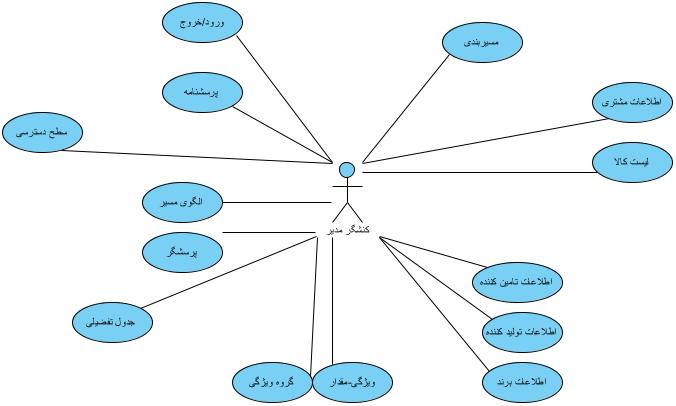 ورود/خروج
مسیربندی
پرسشنامه
اطلاعات مشتری
سطح دسترسی
لیست کالا
الگوی مسیر
کنشگر مدیر
پرسشگر
اطلاعات تامین کننده
جدول تفضیلی
اطلاعات تولید کننده
گروه ویژگی
ویژگی-مقدار
اطلاعات برند